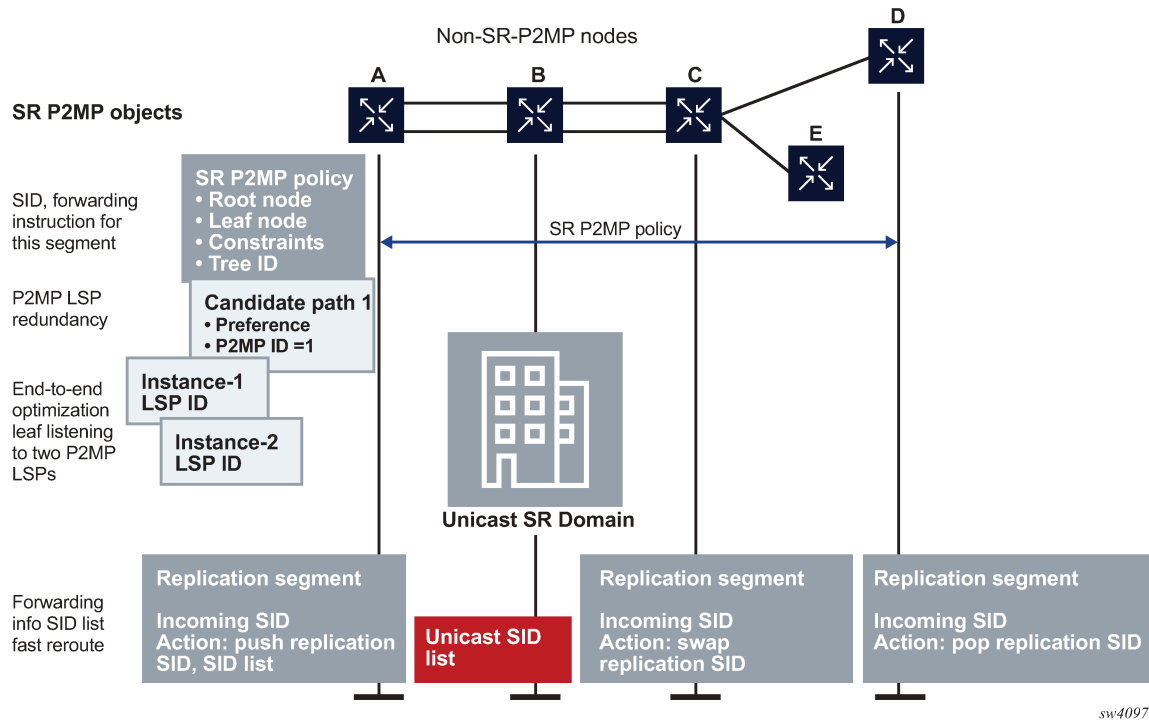 Non-SR-P2MP nodes
D
A
B
C
E
SR P2MP objects
SID, forwarding
instruction for
this segment
SR P2MP policy
• Root node
• Leaf node
• Constraints
• Tree ID
SR P2MP policy
P2MP LSP
redundancy
Candidate path 1
• Preference
• P2MP ID =1
End-to-end
optimization
leaf listening
to two P2MP
LSPs
Instance-1
LSP ID
Instance-2
LSP ID
Unicast SR Domain
Forwarding
info SID list
fast reroute
Replication segment
Incoming SID
Action: push replication
SID, SID list
Unicast SID
list
Replication segment
Incoming SID
Action: swap
replication SID
Replication segment
Incoming SID
Action: pop replication SID
sw4097